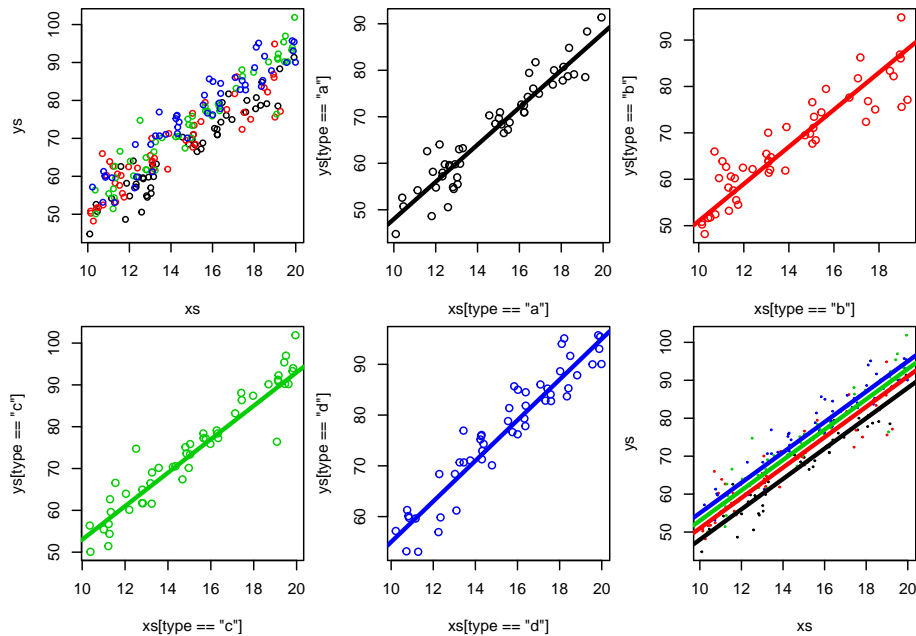 ys
50 60 70 80 90 100
10 12 14 16 18 20
xs
ys[type == "a"]
50 60 70 80 90
10 12 14 16 18 20
xs[type == "a"]
ys[type == "b"]
50 60 70 80 90
10 12 14 16 18
xs[type == "b"]
ys[type == "c"]
50 60 70 80 90 100
10 12 14 16 18 20
xs[type == "c"]
ys[type == "d"]
60 70 80 90
10 12 14 16 18 20
xs[type == "d"]
ys
50 60 70 80 90 100
10 12 14 16 18 20
xs